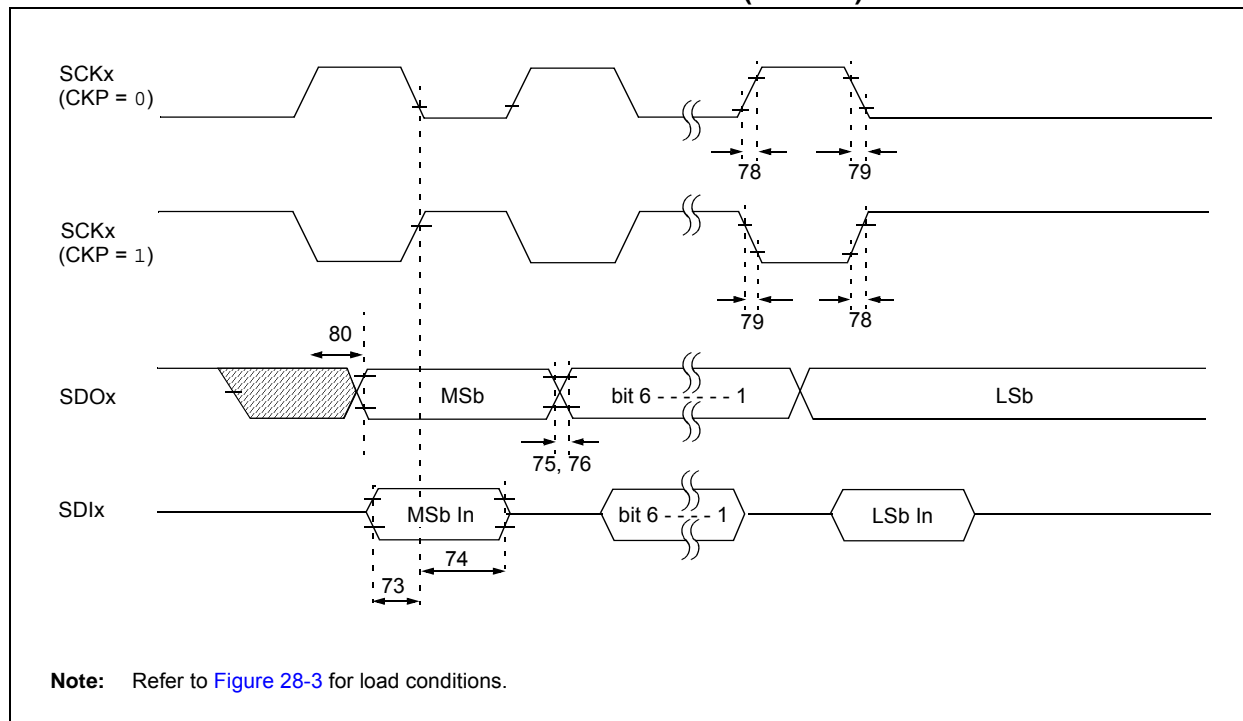 SCKx
(CKP = 0)
78
79
SCKx
(CKP = 1)
79
78
80
SDOx
MSb
bit 6 - - - - - - 1
LSb
75, 76
SDIx
MSb In
bit 6 - - - - - 1
LSb In
74
73
Note: Refer to Figure 28-3 for load conditions.